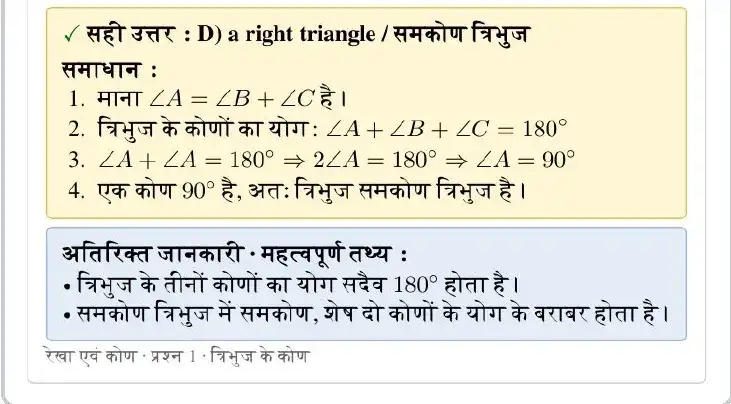 ✓ सही उत्तर : D) a right triangle / समकोण त्रिभुज
समाधान :
1. माना ∠A = ∠B + ∠C है।
2. त्रिभुज के कोणों का योग: ∠A + ∠B + ∠C = 180°
3. ∠A + ∠A = 180° ⇒ 2∠A = 180° ⇒ ∠A = 90°
4. एक कोण 90° है, अतः त्रिभुज समकोण त्रिभुज है।
अतिरिक्त जानकारी · महत्वपूर्ण तथ्य :
• त्रिभुज के तीनों कोणों का योग सदैव 180° होता है।
• समकोण त्रिभुज में समकोण, शेष दो कोणों के योग के बराबर होता है।
रेखा एवं कोण · प्रश्न 1 · त्रिभुज के कोण